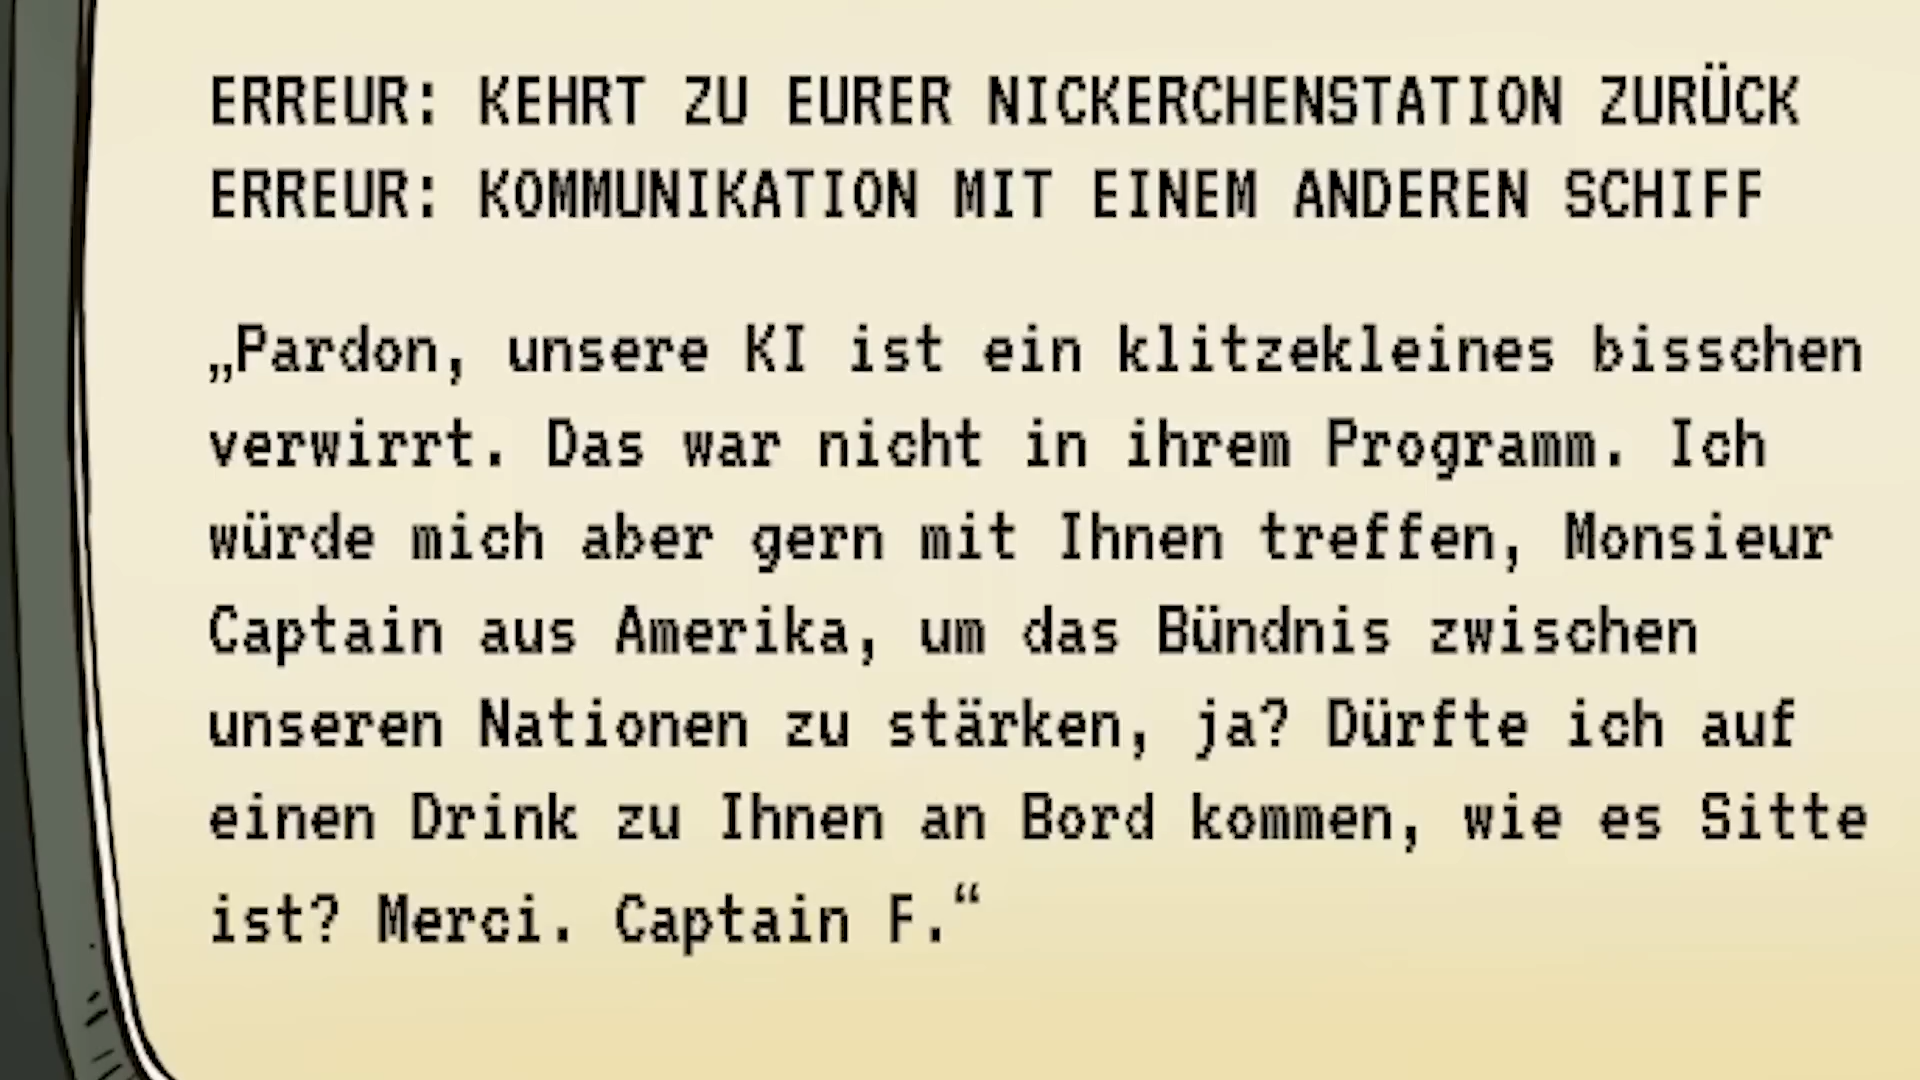 ERREUR: KEHRT ZU EURER NICKERCHENSTATION ZURÜCK
ERREUR: KOMMUNIKATION MIT EINEM ANDEREN SCHIFF
„Pardon, unsere KI ist ein klitzekleines bisschen
verwirrt. Das war nicht in ihrem Programm. Ich
würde mich aber gern mit Ihnen treffen, Monsieur
Captain aus Amerika, um das Bündnis zwischen
unseren Nationen zu stärken, ja? Dürfte ich auf
einen Drink zu Ihnen an Bord kommen, wie es Sitte
ist? Merci. Captain F.“